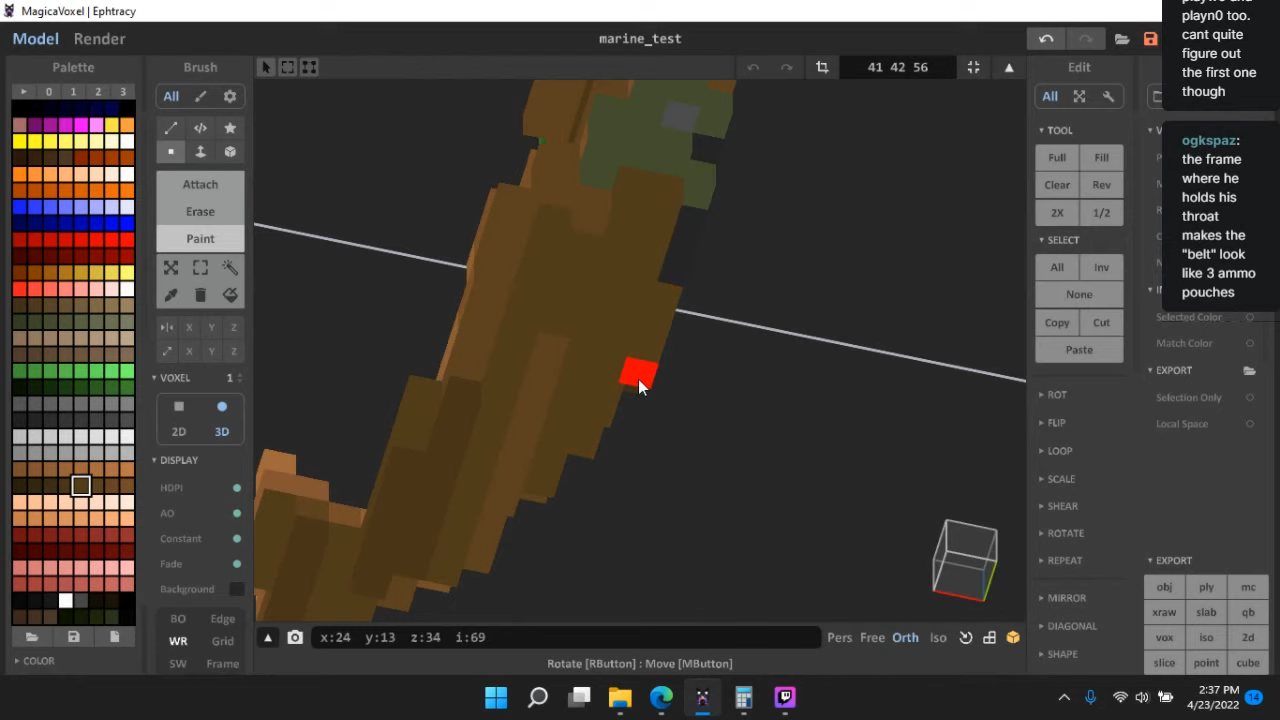 MagicaVoxel | Ephtracy
Model Render
marine_test
Palette
Brush
Edit
0 1 2 3
All
41 42 56
All
TOOL
Full Fill
Clear Rev
2X 1/2
SELECT
All Inv
None
Copy Cut
Paste
Attach
Erase
Paint
X Y Z
X Y Z
VOXEL 1
2D 3D
DISPLAY
HDPI
AO
Constant
Fade
Background
BO Edge
WR Grid
SW Frame
COLOR
ROT
FLIP
LOOP
SCALE
SHEAR
ROTATE
REPEAT
MIRROR
DIAGONAL
SHAPE
playn0 too.
cant quite
figure out
the first one
though
ogkspaz:
the frame
where he
holds his
throat
makes the
"belt" look
like 3 ammo
pouches
Selected Color
Match Color
EXPORT
Selection Only
Local Space
EXPORT
obj ply mc
xraw slab qb
vox iso 2d
slice point cube
x:24 y:13 z:34 i:69
Pers Free Orth Iso
Rotate [RButton] : Move [MButton]
2:37 PM
4/23/2022
14